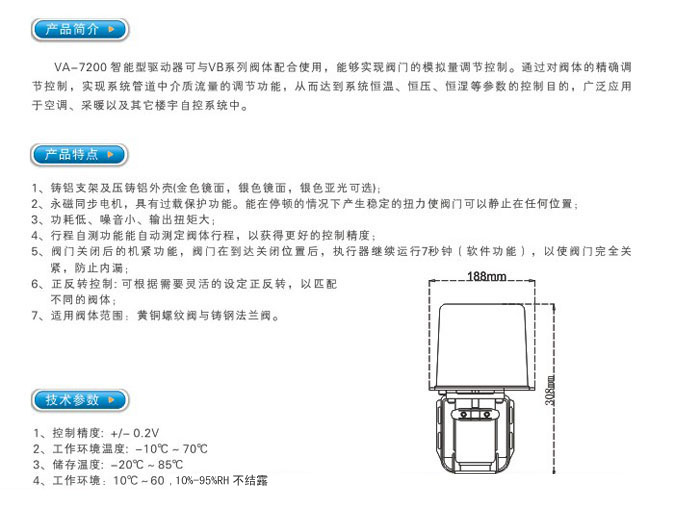 产品简介
VA-7200 智能型驱动器可与VB系列阀体配合使用，能够实现阀门的模拟量调节控制。通过对阀体的精确调
节控制，实现系统管道中介质流量的调节功能，从而达到系统恒温、恒压、恒湿等参数的控制目的，广泛应用
于空调、采暖以及其它楼宇自控系统中。
产品特点
1、铸铝支架及压铸铝外壳(金色镜面，银色镜面，银色亚光可选)；
2、永磁同步电机，具有过载保护功能。能在停顿的情况下产生稳定的扭力使阀门可以静止在任何位置；
3、功耗低、噪音小、输出扭矩大；
4、行程自测功能能自动测定阀体行程，以获得更好的控制精度；
5、阀门关闭后的机紧功能，阀门在到达关闭位置后，执行器继续运行7秒钟（软件功能），以使阀门完全关
紧，防止内漏；
6、正反转控制：可根据需要灵活的设定正反转，以匹配
不同的阀体；
7、适用阀体范围：黄铜螺纹阀与铸钢法兰阀。
188mm
308mm
技术参数
1、控制精度：+/- 0.2V
2、工作环境温度：-10℃ ~ 70℃
3、储存温度：-20℃ ~ 85℃
4、工作环境：10℃ ~ 60 ,10%-95%RH 不结露